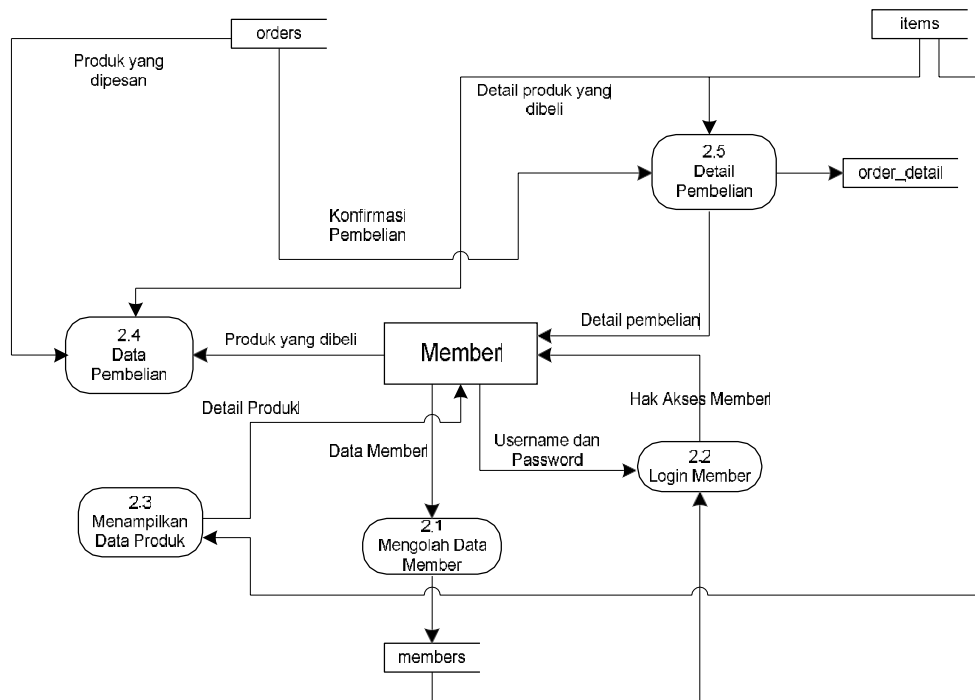 orders
items
Produk yang
dipesan
Detail produk yang
dibeli
2.5
Detail
Pembelian
order_detail
Konfirmasi
Pembelian
Detail pembelian
2.4
Data
Pembelian
Produk yang dibeli
Member
Hak Akses Member
Detail Produk
Data Member
Username dan
Password
2.2
Login Member
2.3
Menampilkan
Data Produk
2.1
Mengolah Data
Member
members